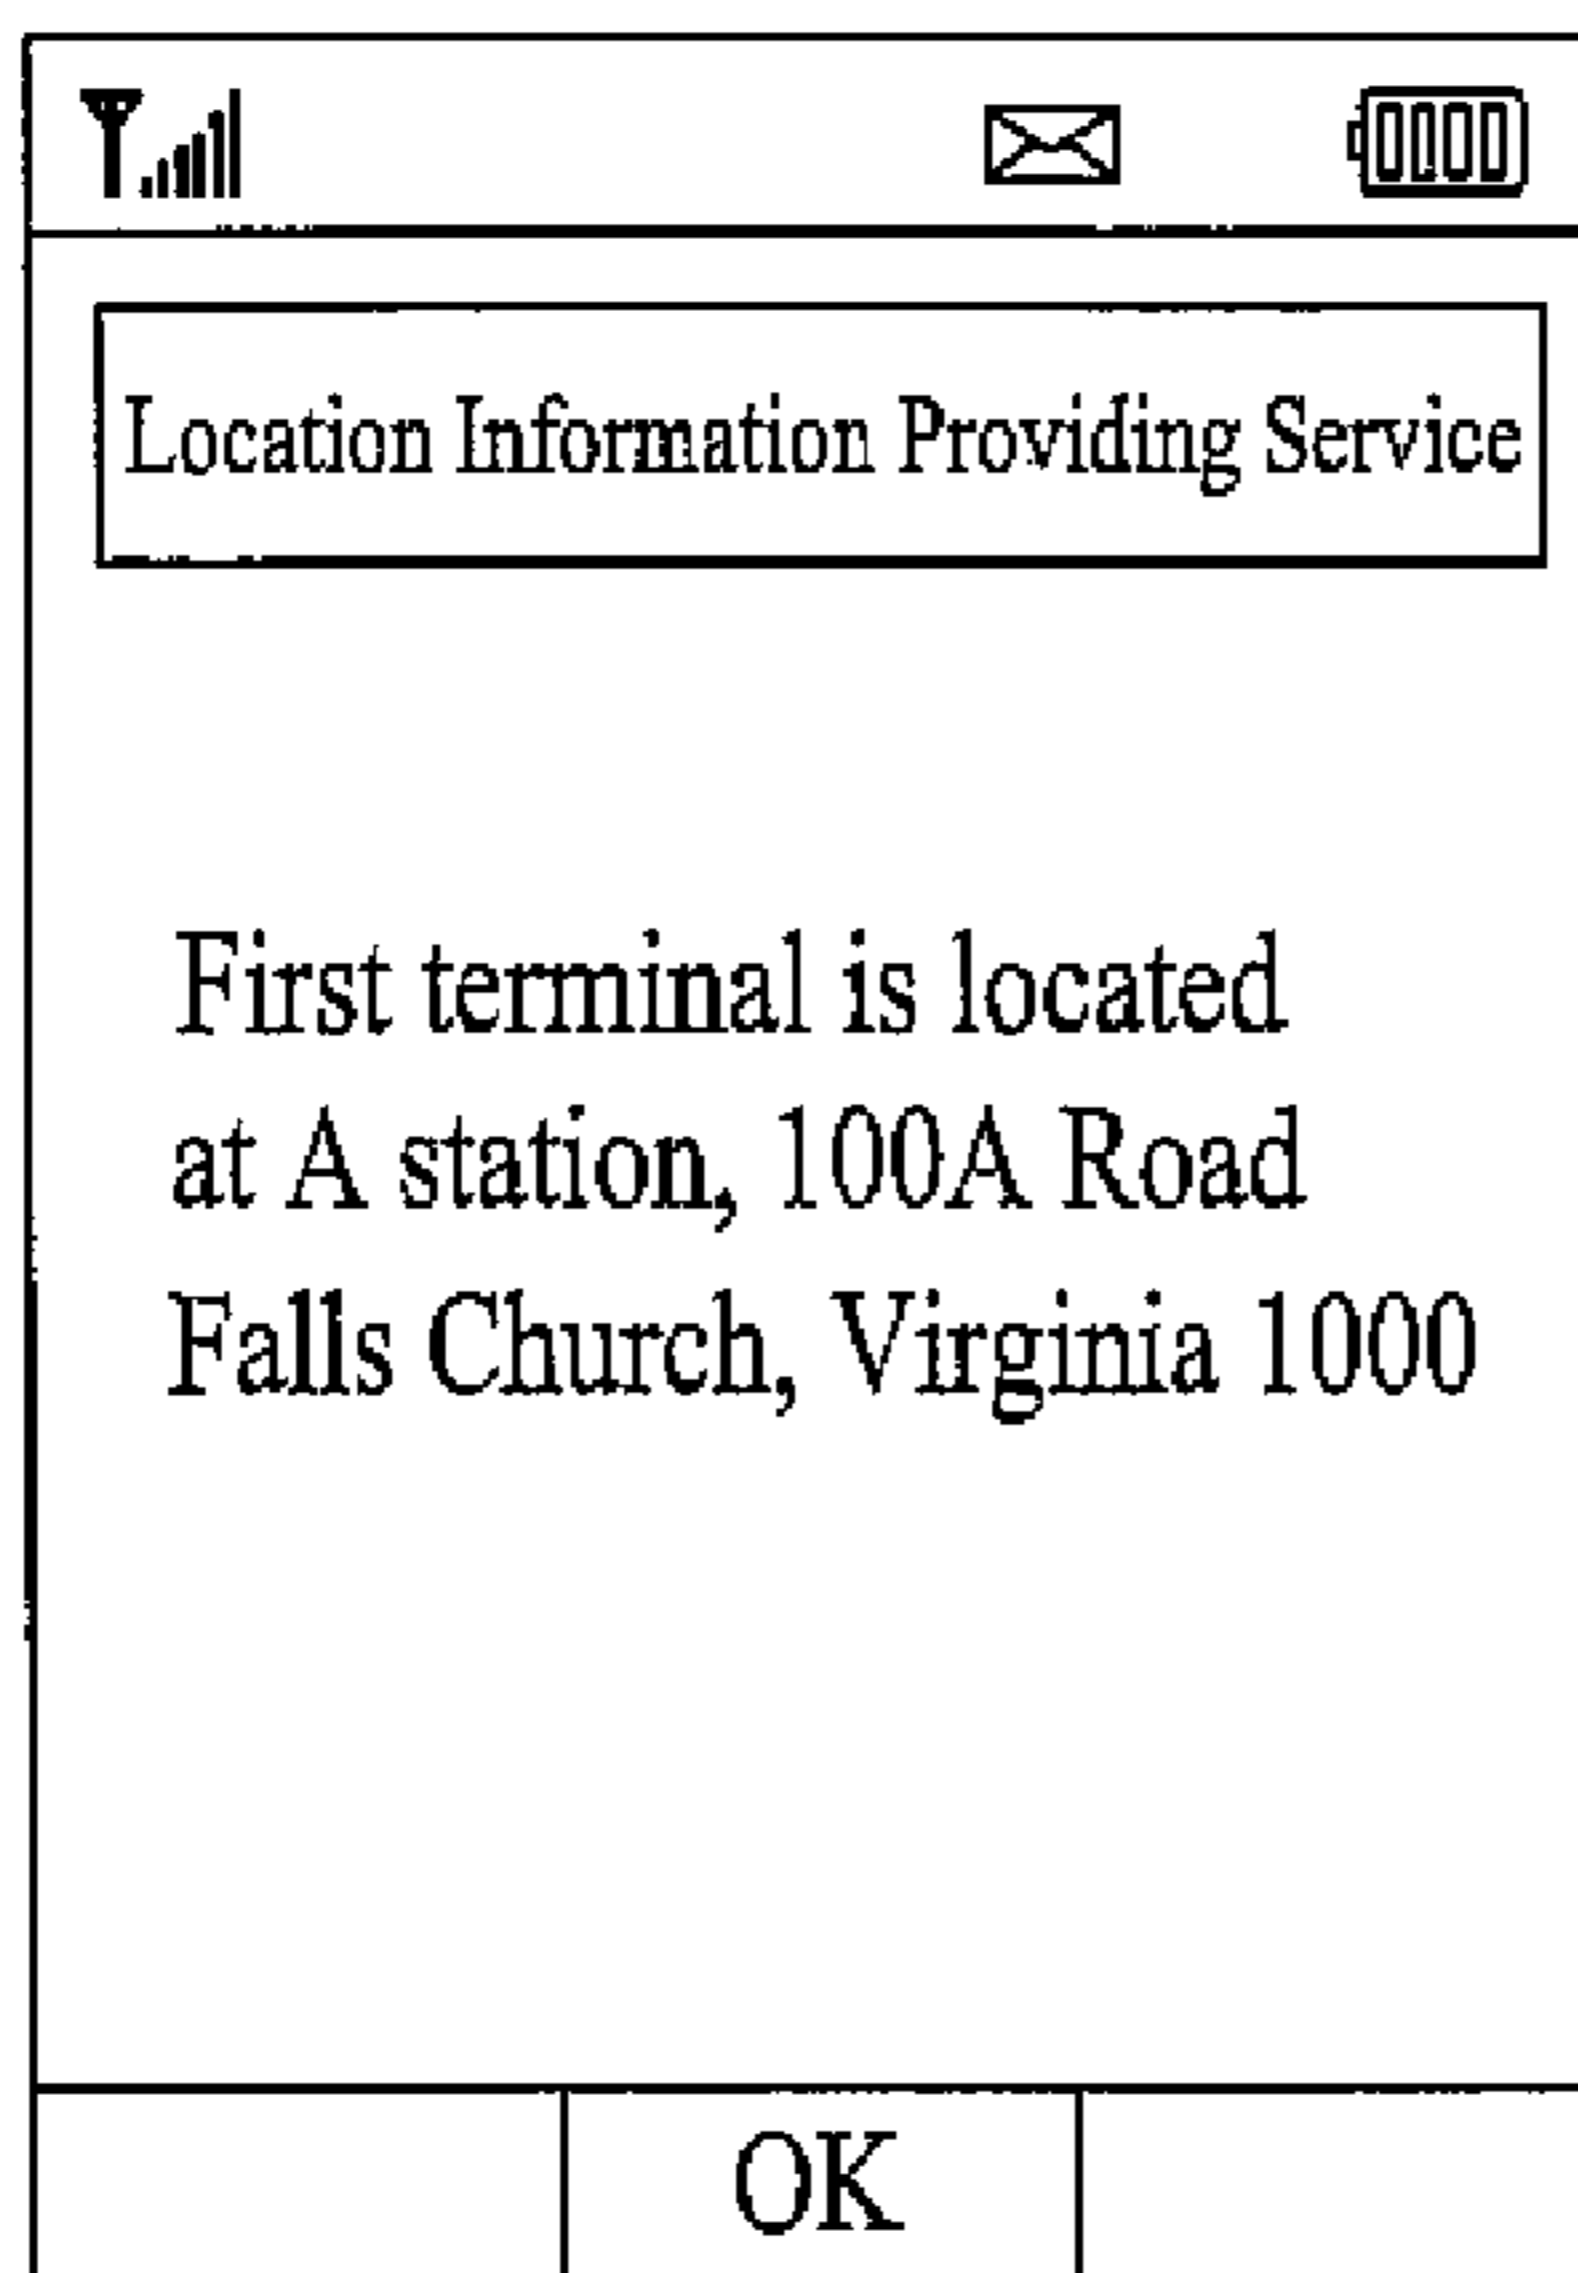 Location Information Providing Service
First terminal is located
at A station, 100A Road
Falls Church, Virginia 1000
OK